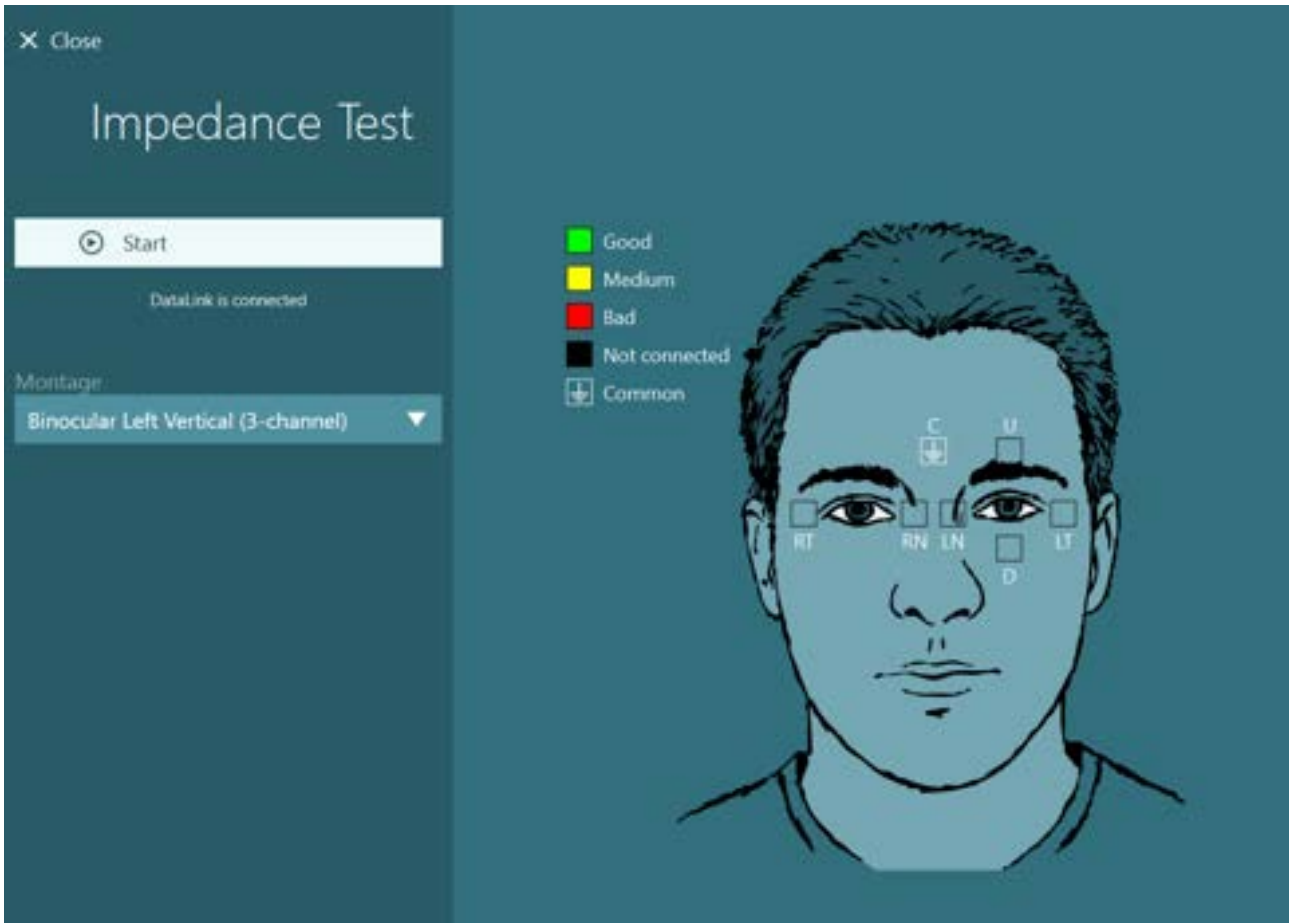 Close
Impedance Test
Start
DataLink is connected
Montage
Binocular Left Vertical (3-channel)
Good
Medium
Bad
Not connected
Common
C U
RT RN LN LT
D